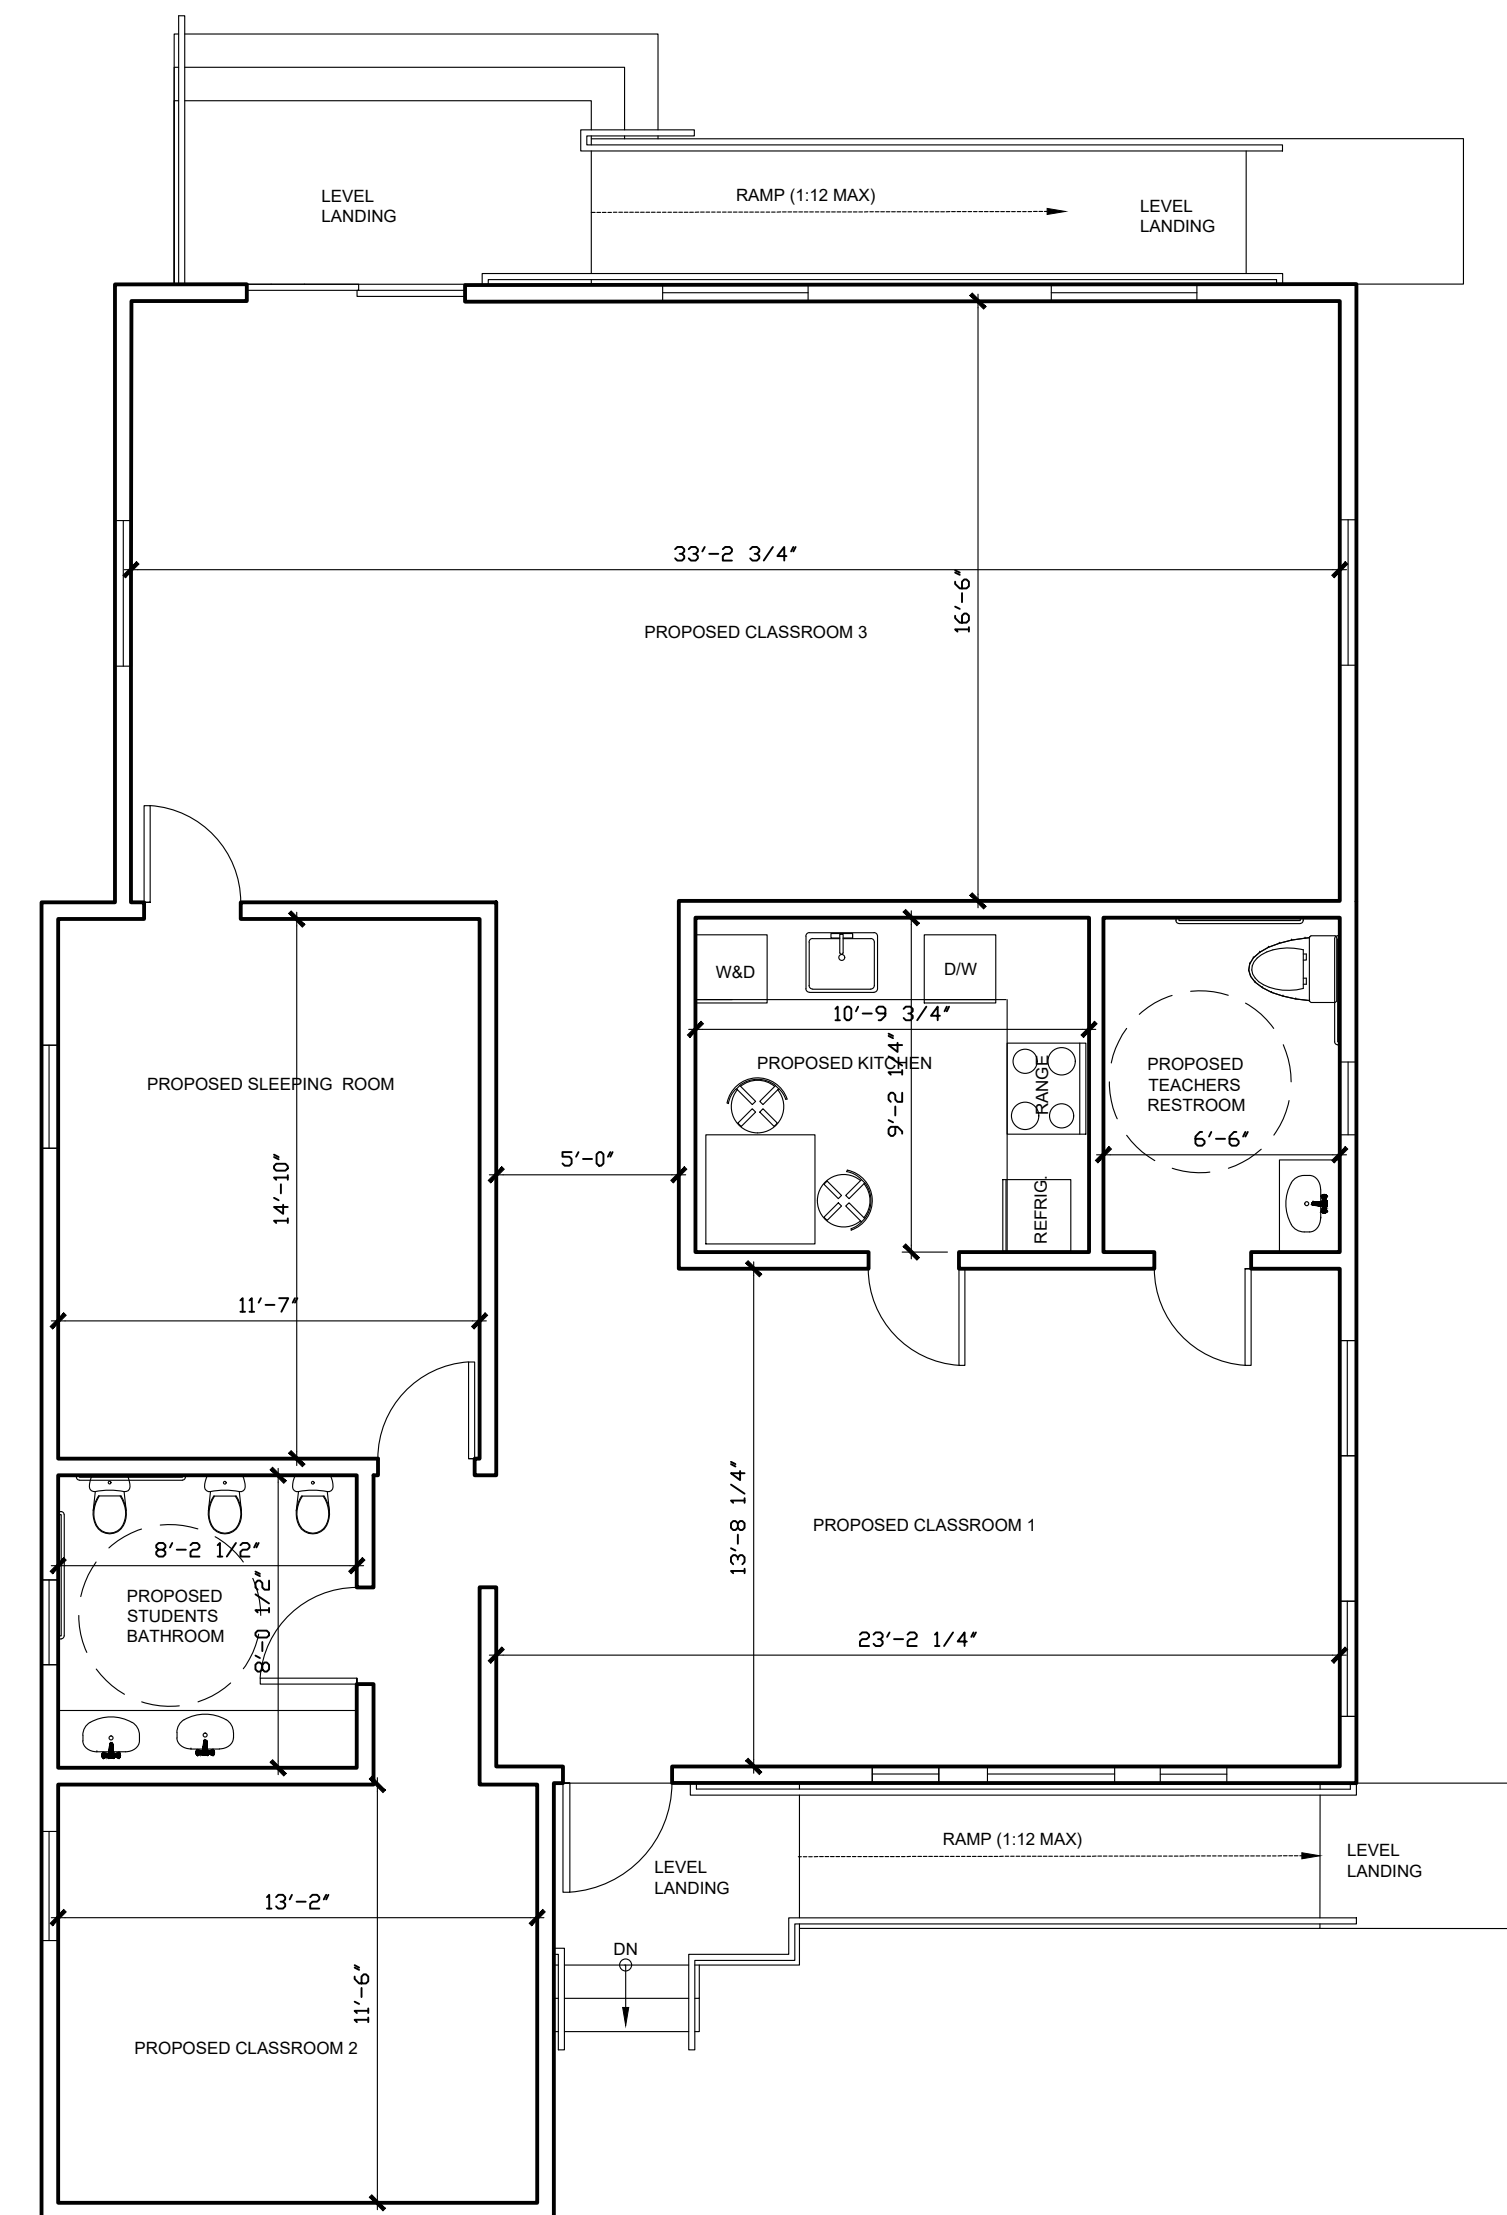 LEVEL
LANDING
RAMP (1:12 MAX)
LEVEL
LANDING
33'-2 3/4"
16'-6"
PROPOSED CLASSROOM 3
W&D
D/W
10'-9 3/4"
PROPOSED KITCHEN
9'-2 1/4"
RANGE
REFRIG.
PROPOSED
TEACHERS
RESTROOM
6'-6"
PROPOSED SLEEPING  ROOM
14'-10"
5'-0"
11'-7"
13'-8 1/4"
PROPOSED CLASSROOM 1
23'-2 1/4"
8'-2 1/2"
PROPOSED
STUDENTS
BATHROOM
8'-0 1/2"
RAMP (1:12 MAX)
LEVEL
LANDING
LEVEL
LANDING
DN
13'-2"
11'-6"
PROPOSED CLASSROOM 2